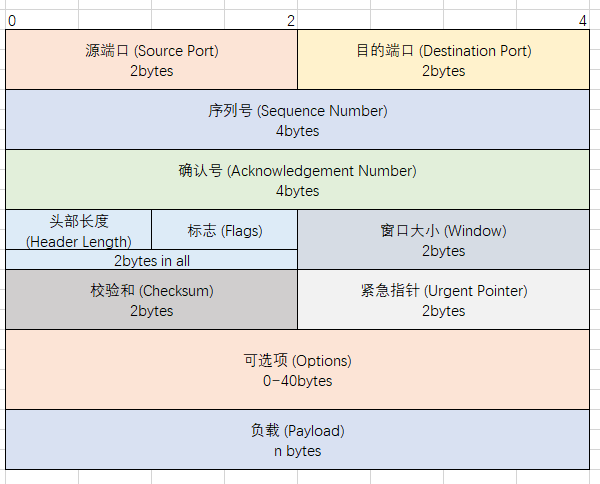 0 2 4
源端口 (Source Port) 目的端口 (Destination Port)
2bytes 2bytes
序列号 (Sequence Number)
4bytes
确认号 (Acknowledgement Number)
4bytes
头部长度
(Header Length) 标志 (Flags)
2bytes in all
窗口大小 (Window)
2bytes
校验和 (Checksum) 紧急指针 (Urgent Pointer)
2bytes 2bytes
可选项 (Options)
0-40bytes
负载 (Payload)
n bytes